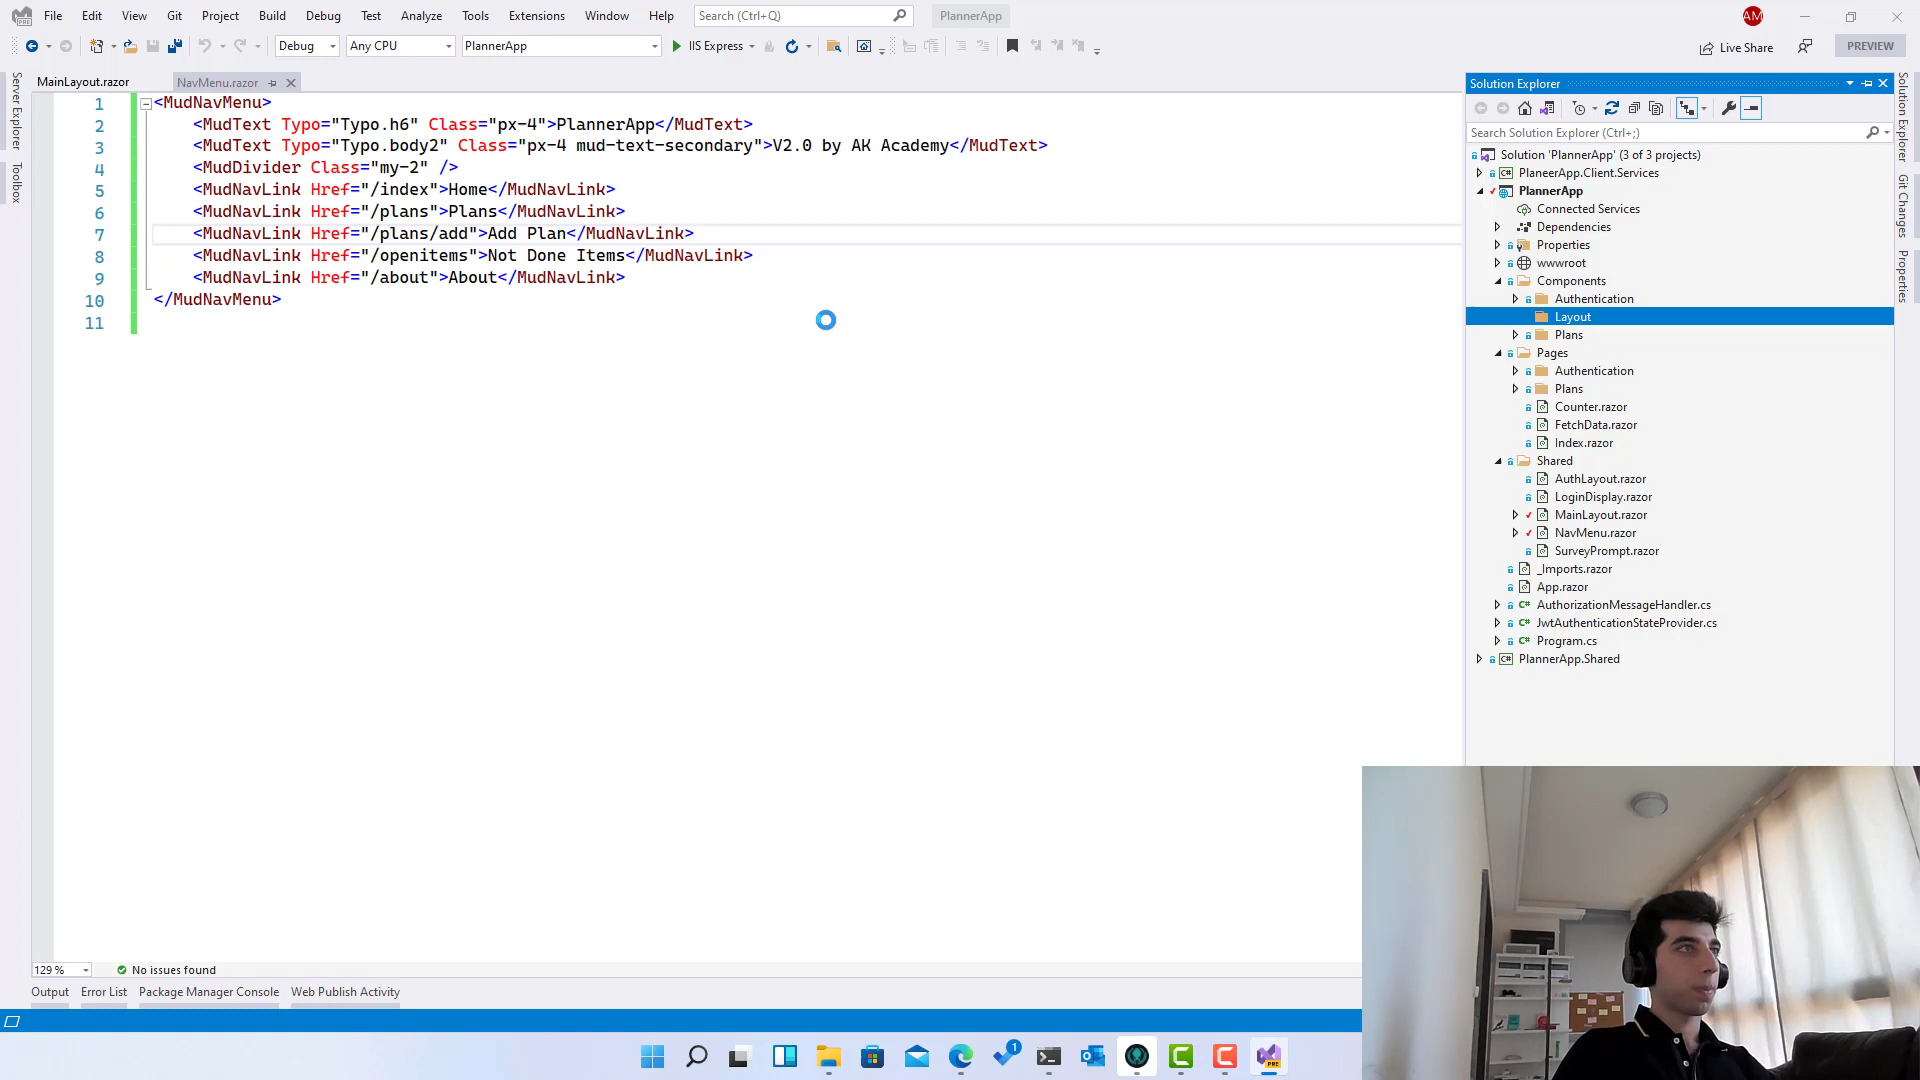 File Edit View Git Project Build Debug Test Analyze Tools Extensions Window Help Search (Ctrl+Q) PlannerApp AM
Debug Any CPU PlannerApp IIS Express Live Share PREVIEW
MainLayout.razor NavMenu.razor
Server Explorer
Toolbox
1 <MudNavMenu>
2 <MudText Typo="Typo.h6" Class="px-4">PlannerApp</MudText>
3 <MudText Typo="Typo.body2" Class="px-4 mud-text-secondary">V2.0 by AK Academy</MudText>
4 <MudDivider Class="my-2" />
5 <MudNavLink Href="/index">Home</MudNavLink>
6 <MudNavLink Href="/plans">Plans</MudNavLink>
7 <MudNavLink Href="/plans/add">Add Plan</MudNavLink>
8 <MudNavLink Href="/openitems">Not Done Items</MudNavLink>
9 <MudNavLink Href="/about">About</MudNavLink>
10 </MudNavMenu>
11
129 % No issues found
Output Error List Package Manager Console Web Publish Activity
Solution Explorer
Search Solution Explorer (Ctrl+;)
Solution 'PlannerApp' (3 of 3 projects)
PlaneerApp.Client.Services
PlannerApp
Connected Services
Dependencies
Properties
wwwroot
Components
Authentication
Layout
Plans
Pages
Authentication
Plans
Counter.razor
FetchData.razor
Index.razor
Shared
AuthLayout.razor
LoginDisplay.razor
MainLayout.razor
NavMenu.razor
SurveyPrompt.razor
_Imports.razor
App.razor
AuthorizationMessageHandler.cs
JwtAuthenticationStateProvider.cs
Program.cs
PlannerApp.Shared
Solution Explorer
Git Changes
Properties
1